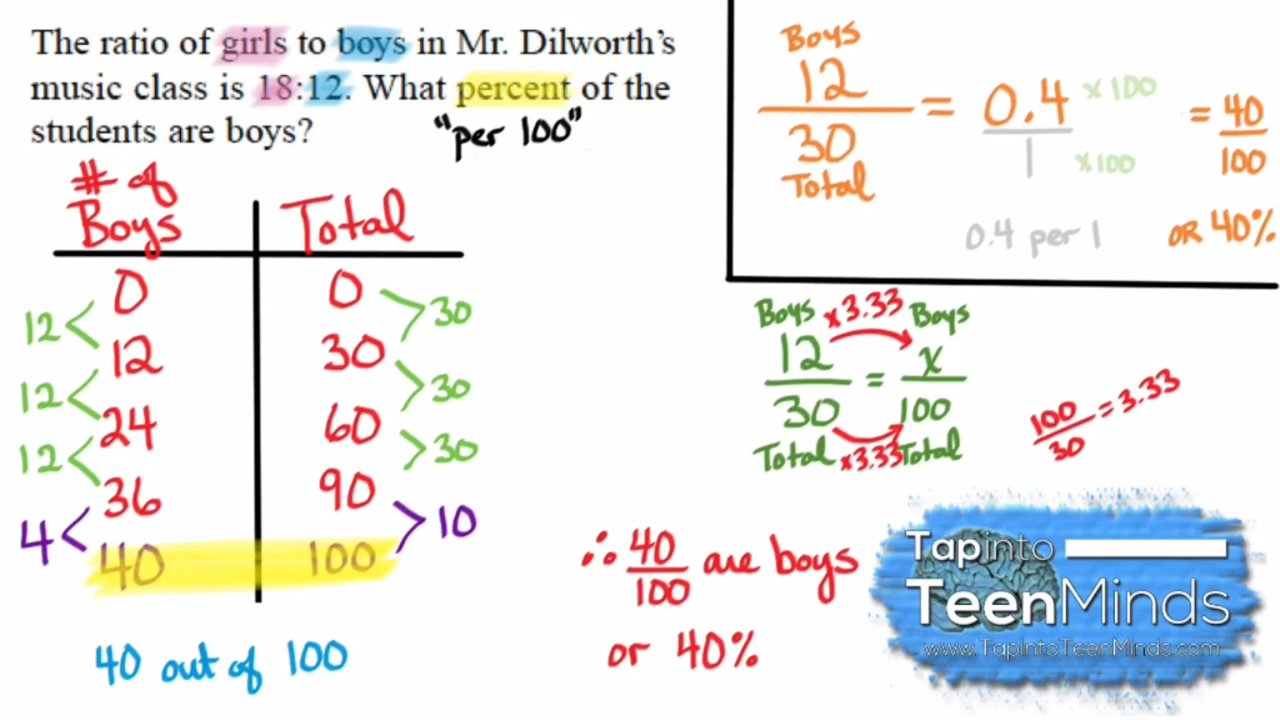 The ratio of girls to boys in Mr. Dilworth's
music class is 18:12. What percent of the
students are boys?
"per 100"
# of
Boys
Total
0 0
12 30
12 30
12 30
24 60
12 30
36 90
4 10
40 100
40 out of 100
Boys
12
30
Total
=
0.4 x 100
1 x 100
0.4 per 1
= 40
100
OR 40%
Boys x3.33 Boys
12 = x
30 100
Total x3.33 Total
100 = 3.33
30
∴ 40 are boys
100
or 40%
Tap into
TeenMinds
www.TapIntoTeenMinds.com